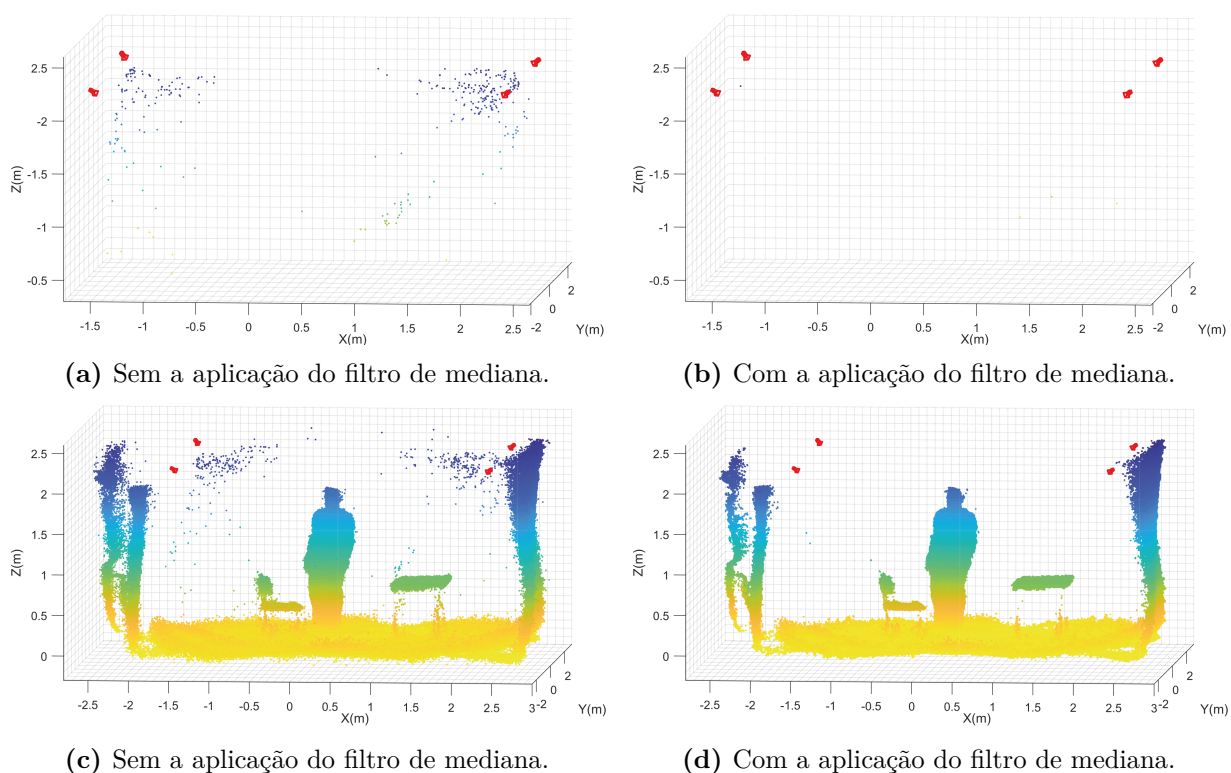 2.5
-2
-1.5
-1
-0.5
Z(m)
-1.5 -1 -0.5 0 0.5 1 1.5 2 2.5 -2 0 2
X(m) Y(m)
(a) Sem a aplicação do filtro de mediana.
2.5
-2
-1.5
-1
-0.5
Z(m)
-1.5 -1 -0.5 0 0.5 1 1.5 2 2.5 -2 0 2
X(m) Y(m)
(b) Com a aplicação do filtro de mediana.
2.5
2
1.5
1
0.5
0
Z(m)
-2.5 -2 -1.5 -1 -0.5 0 0.5 1 1.5 2 2.5 3 -2 0 2
X(m) Y(m)
(c) Sem a aplicação do filtro de mediana.
2.5
2
1.5
1
0.5
0
Z(m)
-2.5 -2 -1.5 -1 -0.5 0 0.5 1 1.5 2 2.5 3 -2 0 2
X(m) Y(m)
(d) Com a aplicação do filtro de mediana.